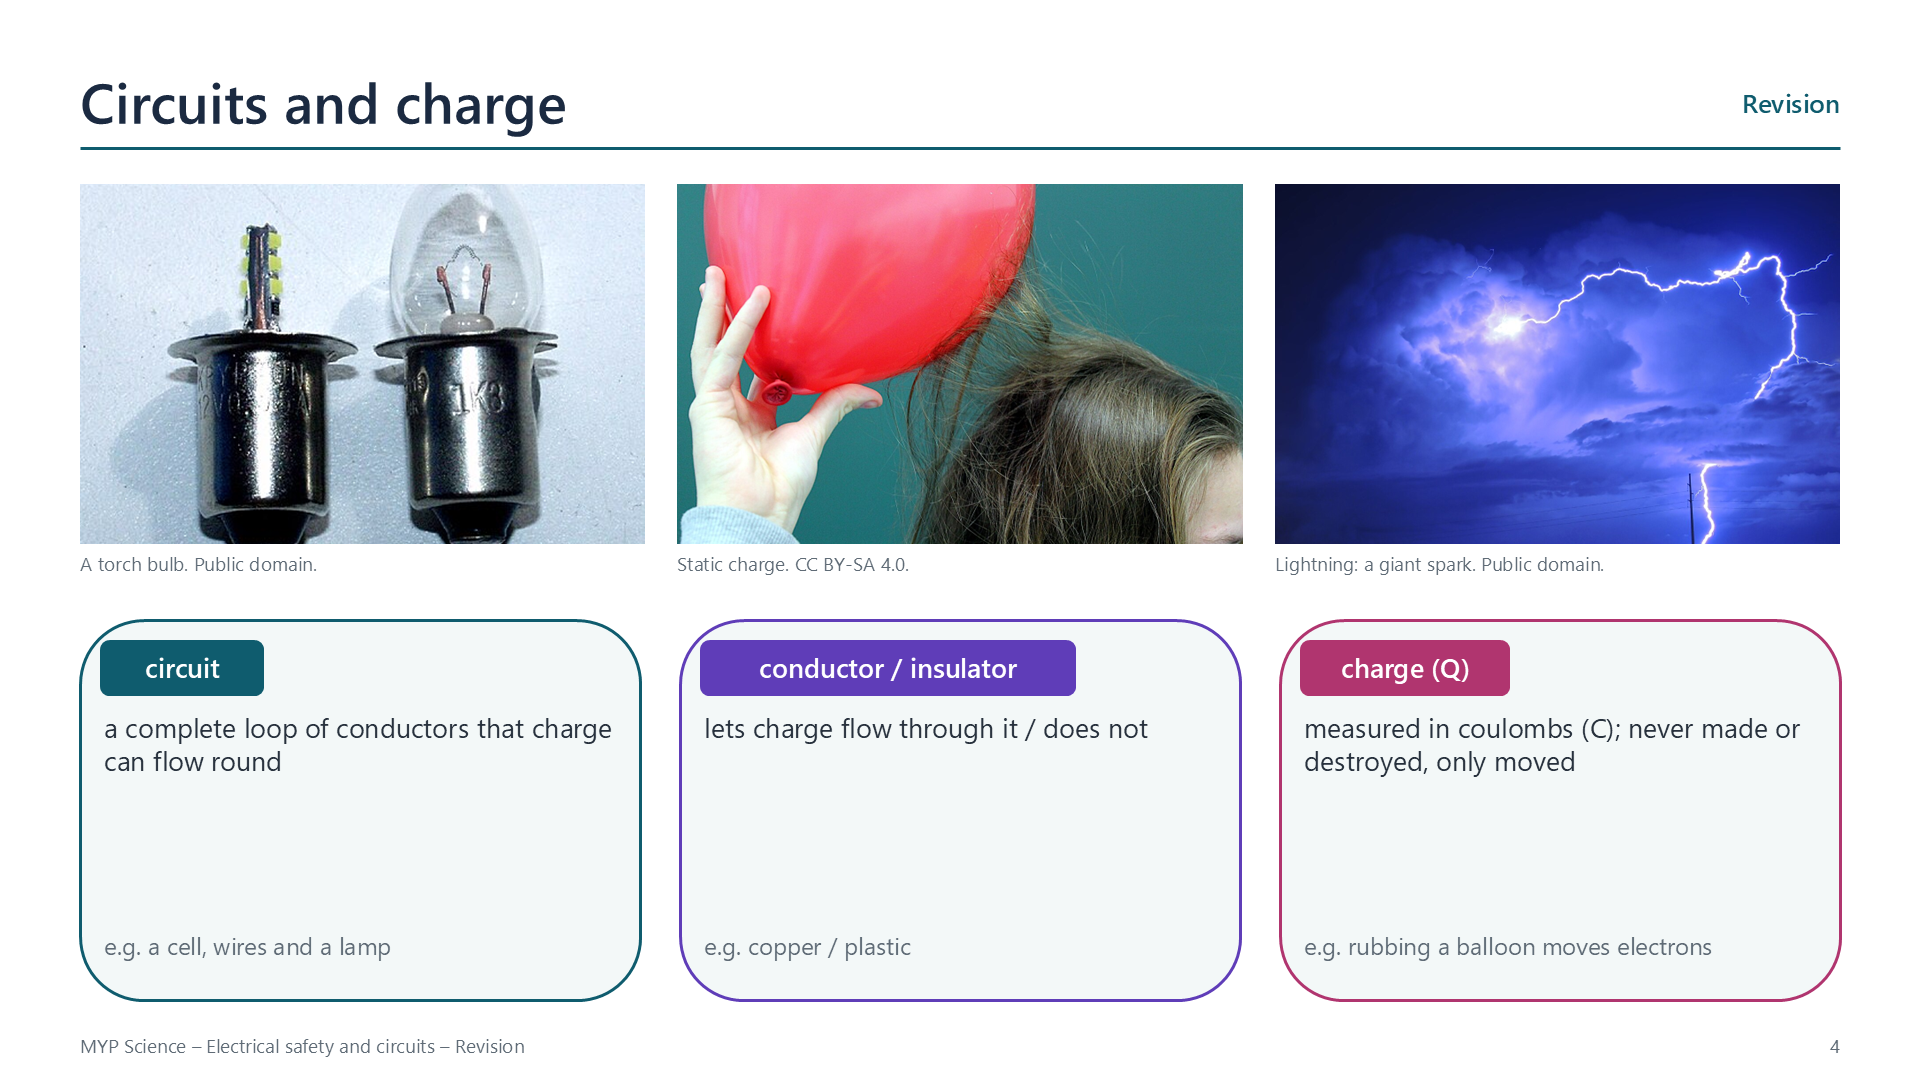 Circuits and charge
Revision
1K3
A torch bulb. Public domain.
Static charge. CC BY-SA 4.0.
Lightning: a giant spark. Public domain.
circuit
a complete loop of conductors that charge
can flow round
e.g. a cell, wires and a lamp
conductor / insulator
lets charge flow through it / does not
e.g. copper / plastic
charge (Q)
measured in coulombs (C); never made or
destroyed, only moved
e.g. rubbing a balloon moves electrons
MYP Science – Electrical safety and circuits – Revision
4